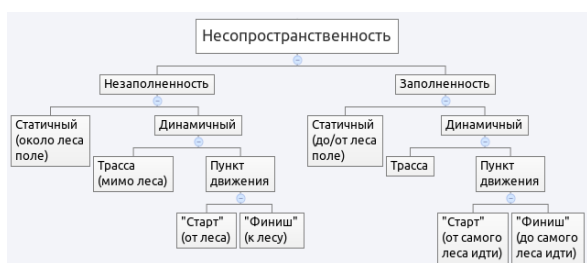 Несопространственность
Незаполненность
Заполненность
Статичный
(около леса
поле)
Динамичный
Статичный
(до/от леса
поле)
Динамичный
Трасса
(мимо леса)
Пункт
движения
Трасса
Пункт
движения
"Старт"
(от леса)
"Финиш"
(к лесу)
"Старт"
(от самого
леса идти)
"Финиш"
(до самого
леса идти)